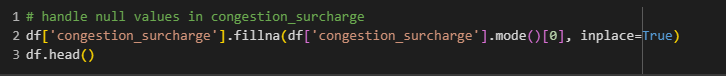 1 # handle null values in congestion_surcharge
2 df['congestion_surcharge'].fillna(df['congestion_surcharge'].mode()[0], inplace=True)
3 df.head()